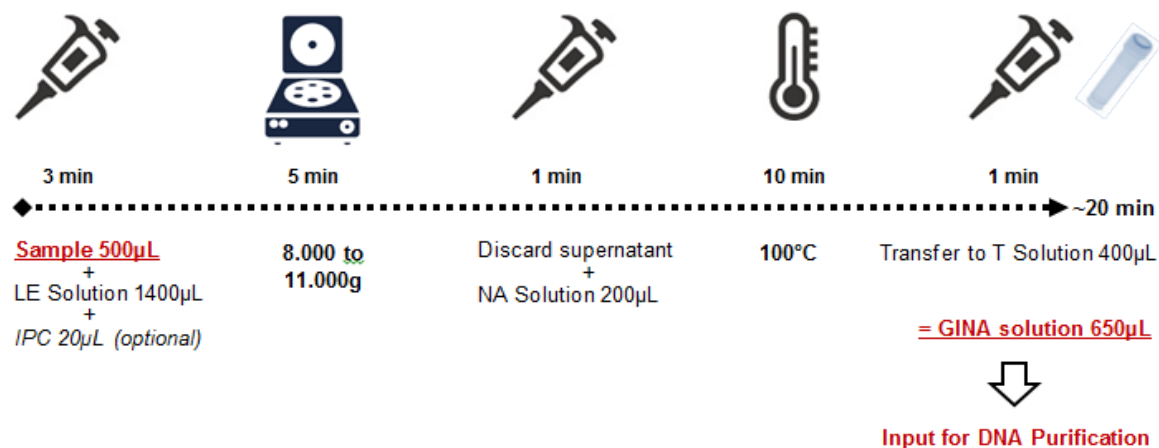 3 min
5 min
1 min
10 min
1 min
~20 min
Sample 500µL
+
LE Solution 1400µL
+
IPC 20µL (optional)
8.000 to
11.000g
Discard supernatant
+
NA Solution 200µL
100°C
Transfer to T Solution 400µL
= GINA solution 650µL
Input for DNA Purification